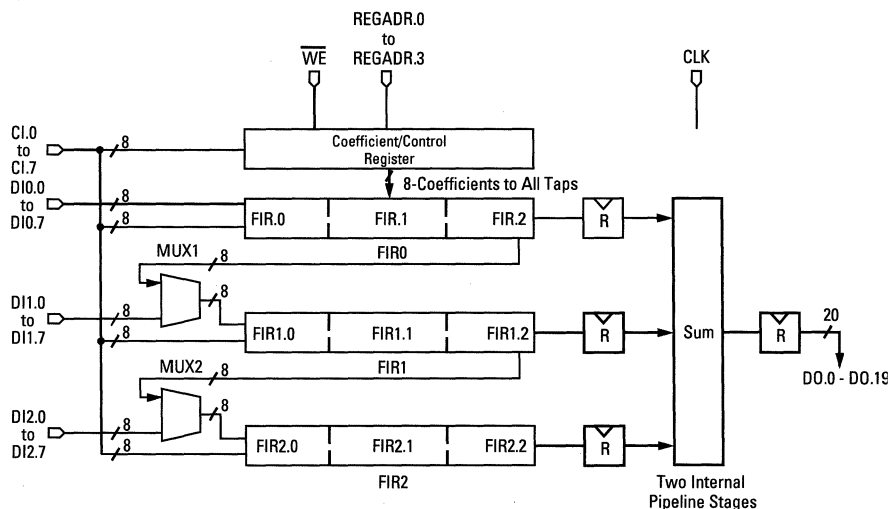 REGADR.0
to
REGADR.3
WE
CLK
CI.0
to
CI.7
8
Coefficient/Control
Register
8-Coefficients to All Taps
DI0.0
to
DI0.7
8
8
FIR.0
FIR.1
FIR.2
R
MUX1
8
FIR0
8
DI1.0
to
DI1.7
8
8
FIR1.0
FIR1.1
FIR1.2
R
Sum
R
20
DO.0 - DO.19
MUX2
8
FIR1
8
DI2.0
to
DI2.7
8
8
FIR2.0
FIR2.1
FIR2.2
R
FIR2
Two Internal
Pipeline Stages